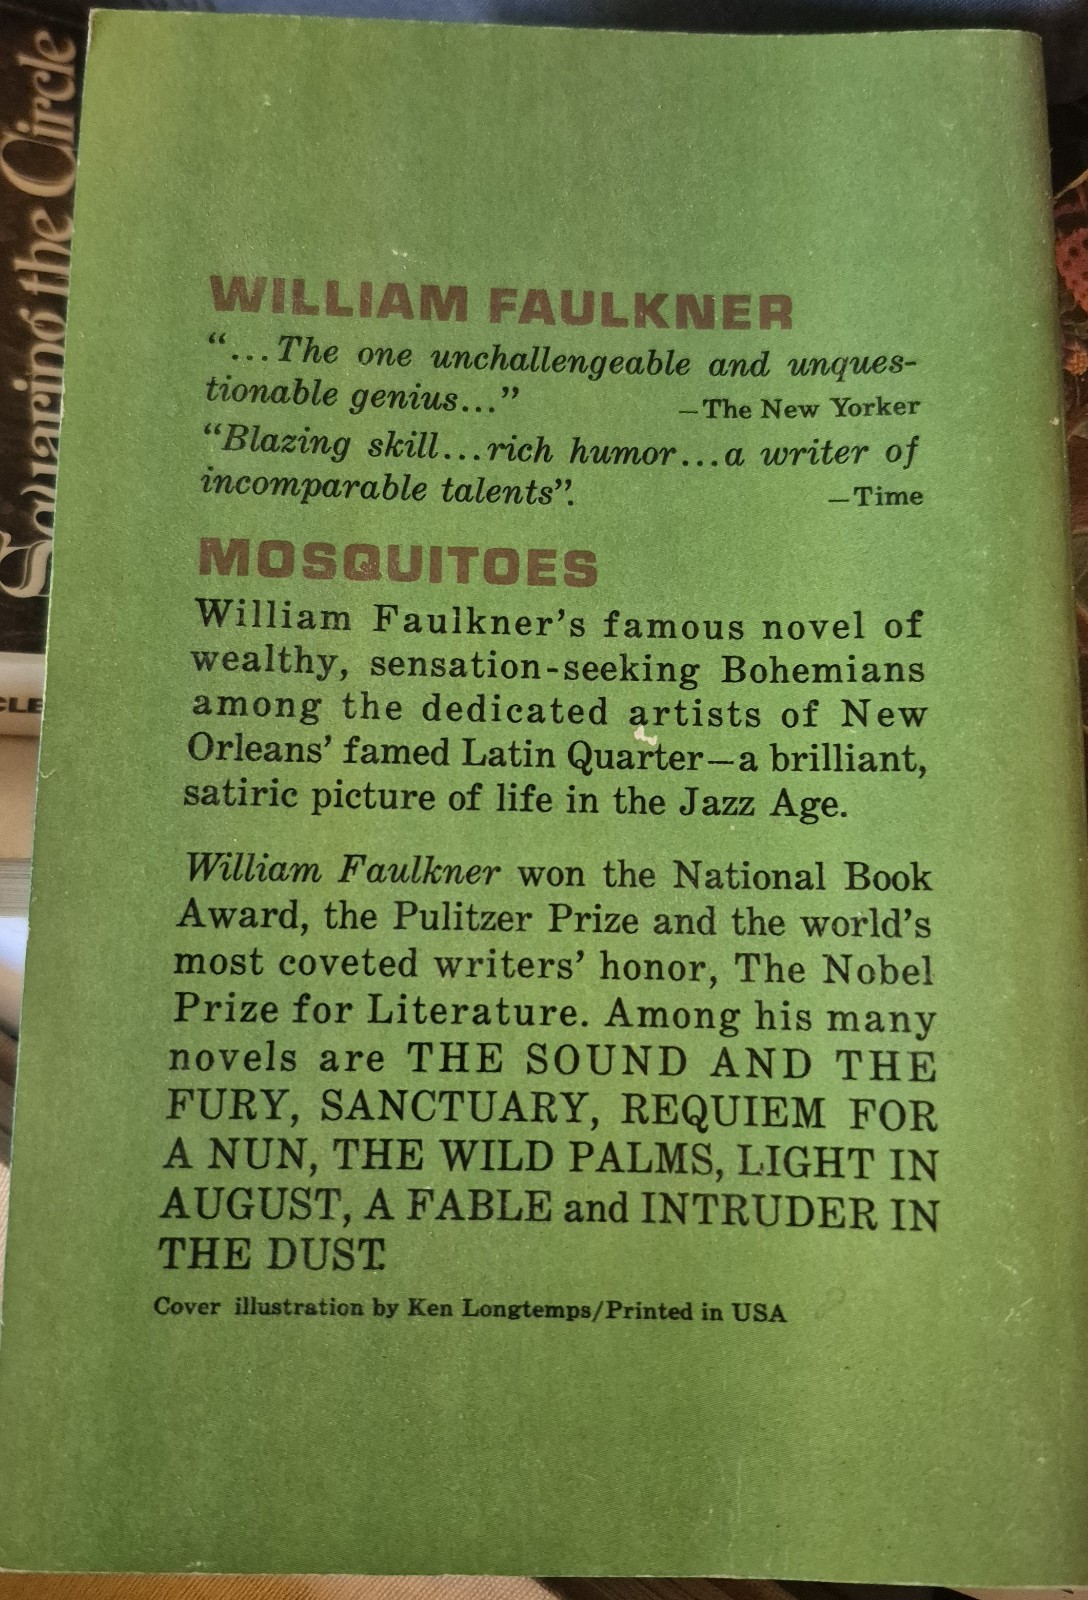 Squaring the Circle
CLE
WILLIAM FAULKNER
“...The one unchallengeable and unques-
tionable genius...” —The New Yorker
“Blazing skill...rich humor...a writer of
incomparable talents”. —Time
MOSQUITOES
William Faulkner’s famous novel of
wealthy, sensation-seeking Bohemians
among the dedicated artists of New
Orleans’ famed Latin Quarter—a brilliant,
satiric picture of life in the Jazz Age.
William Faulkner won the National Book
Award, the Pulitzer Prize and the world’s
most coveted writers’ honor, The Nobel
Prize for Literature. Among his many
novels are THE SOUND AND THE
FURY, SANCTUARY, REQUIEM FOR
A NUN, THE WILD PALMS, LIGHT IN
AUGUST, A FABLE and INTRUDER IN
THE DUST.
Cover illustration by Ken Longtemps/Printed in USA